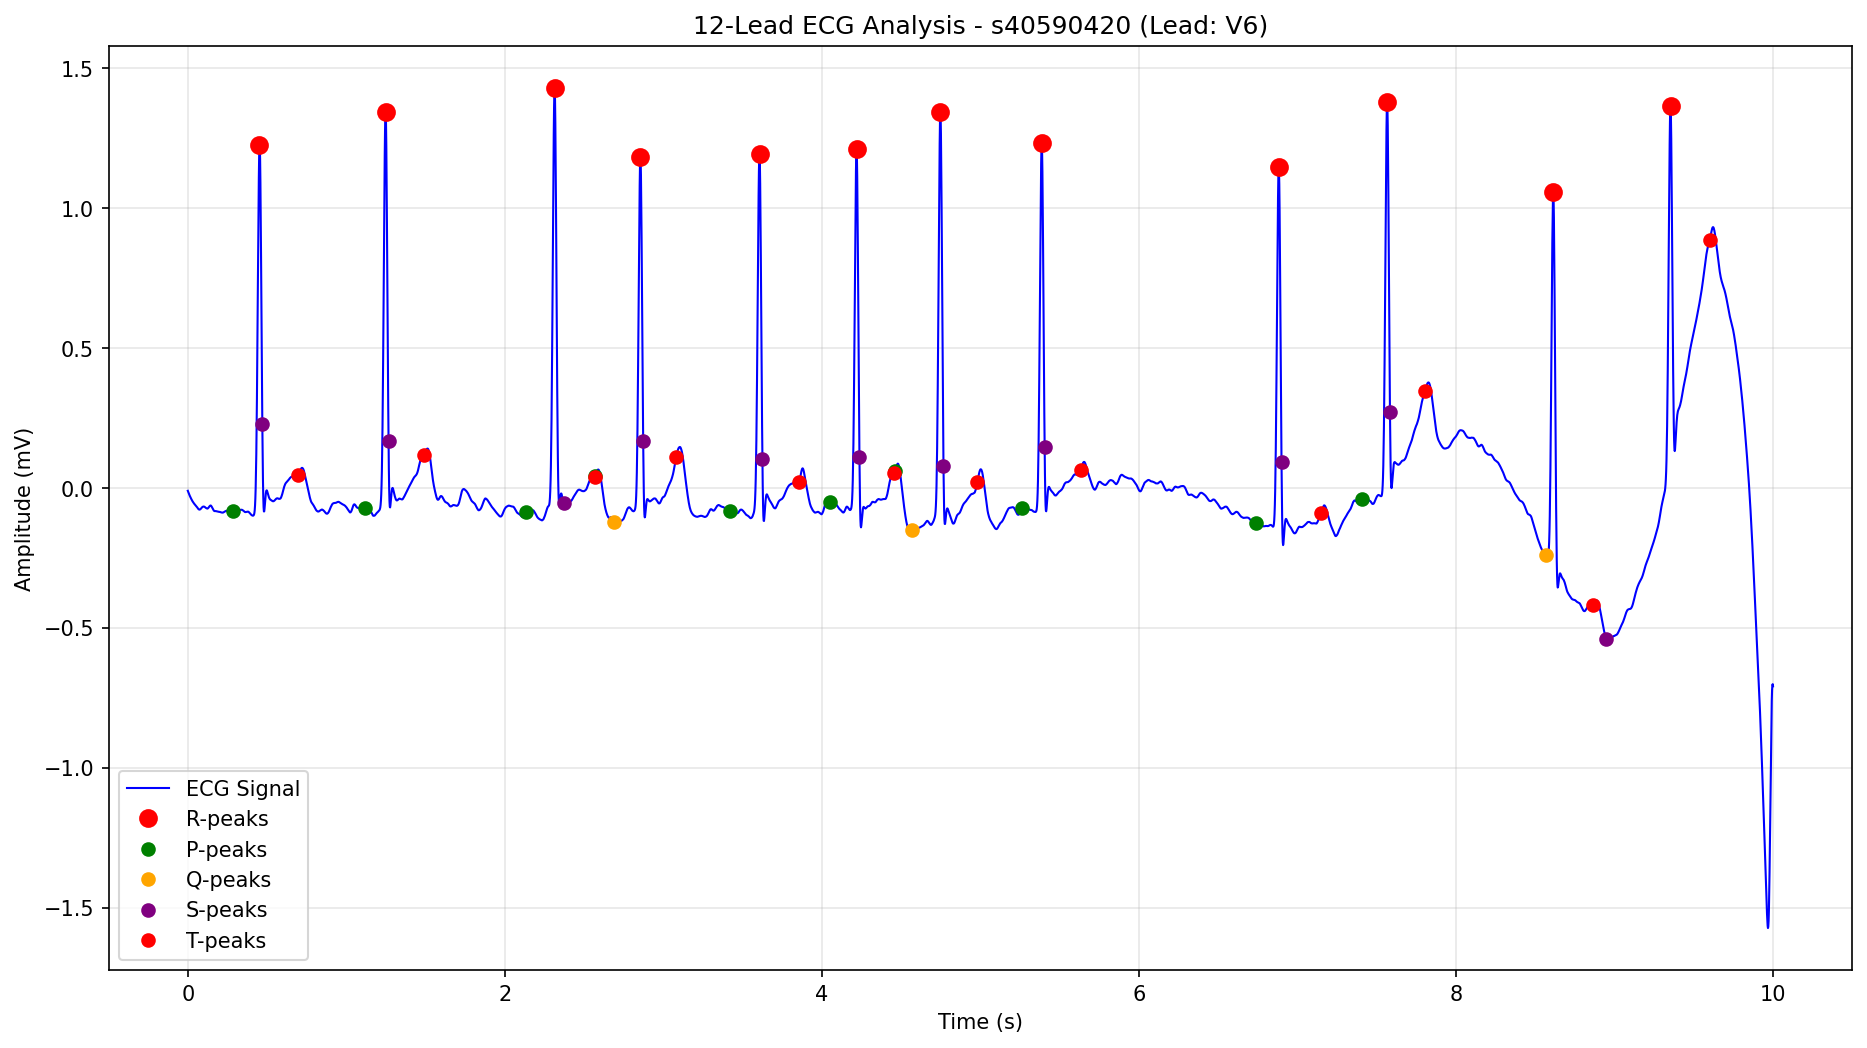 12-Lead ECG Analysis - s40590420 (Lead: V6)
Amplitude (mV)
1.5
1.0
0.5
0.0
−0.5
−1.0
−1.5
ECG Signal
R-peaks
P-peaks
Q-peaks
S-peaks
T-peaks
0 2 4 6 8 10
Time (s)